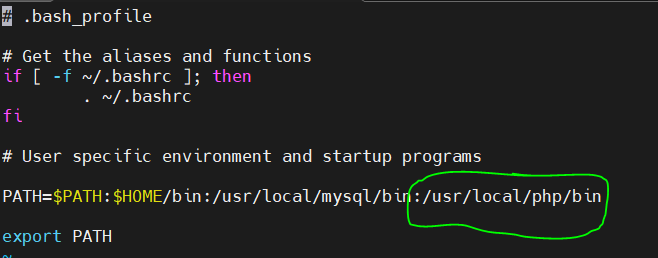 # .bash_profile
# Get the aliases and functions
if [ -f ~/.bashrc ]; then
. ~/.bashrc
fi
# User specific environment and startup programs
PATH=$PATH:$HOME/bin:/usr/local/mysql/bin:/usr/local/php/bin
export PATH